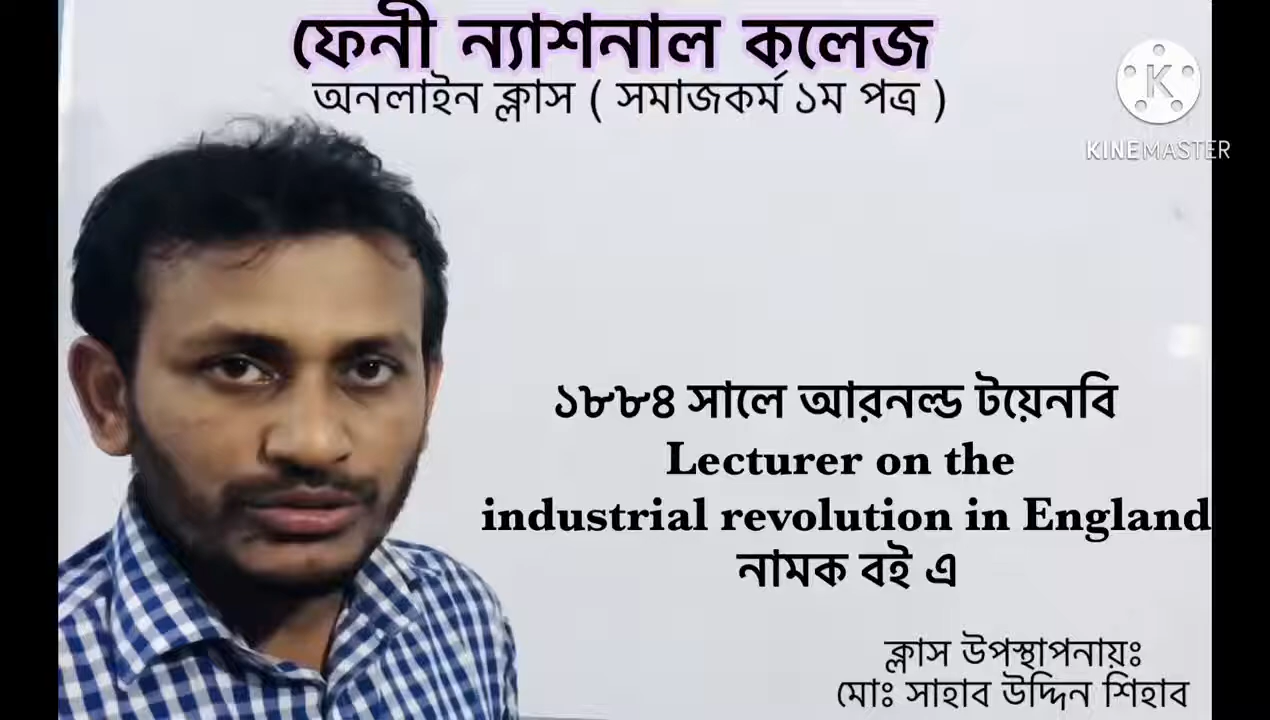 ফেনী ন্যাশনাল কলেজ
অনলাইন ক্লাস ( সমাজকর্ম ১ম পত্র )
K
KINEMASTER
১৮৮৪ সালে আরনল্ড টয়েনবি
Lecturer on the
industrial revolution in England
নামক বই এ
ক্লাস উপস্থাপনায়ঃ
মোঃ সাহাব উদ্দিন শিহাব